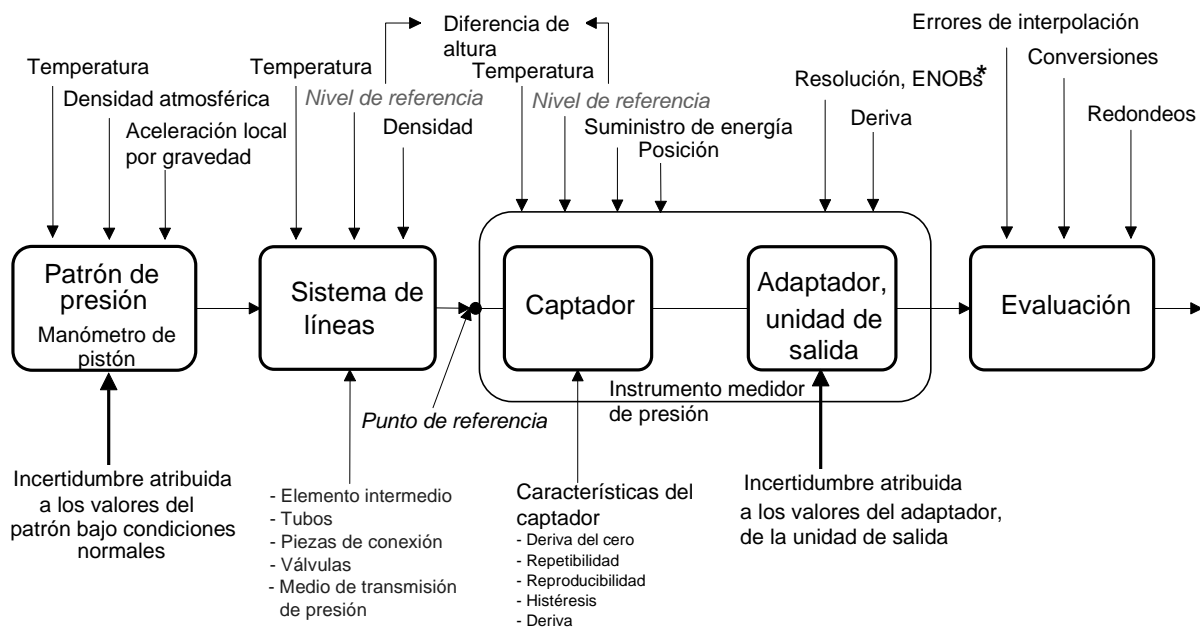 Errores de interpolación
Diferencia de
altura
Conversiones
Temperatura
Temperatura
Temperatura
Resolución, ENOBs*
Densidad atmosférica
Nivel de referencia
Nivel de referencia
Redondeos
Densidad
Suministro de energía
Deriva
Aceleración local
por gravedad
Posición
Patrón de
presión
Manómetro de
pistón
Sistema de
líneas
Captador
Adaptador,
unidad de
salida
Evaluación
Instrumento medidor
de presión
Punto de referencia
Incertidumbre atribuida
a los valores del
patrón bajo condiciones
normales
- Elemento intermedio
- Tubos
- Piezas de conexión
- Válvulas
- Medio de transmisión
de presión
Características del
captador
- Deriva del cero
- Repetibilidad
- Reproducibilidad
- Histéresis
- Deriva
Incertidumbre atribuida
a los valores del adaptador,
de la unidad de salida